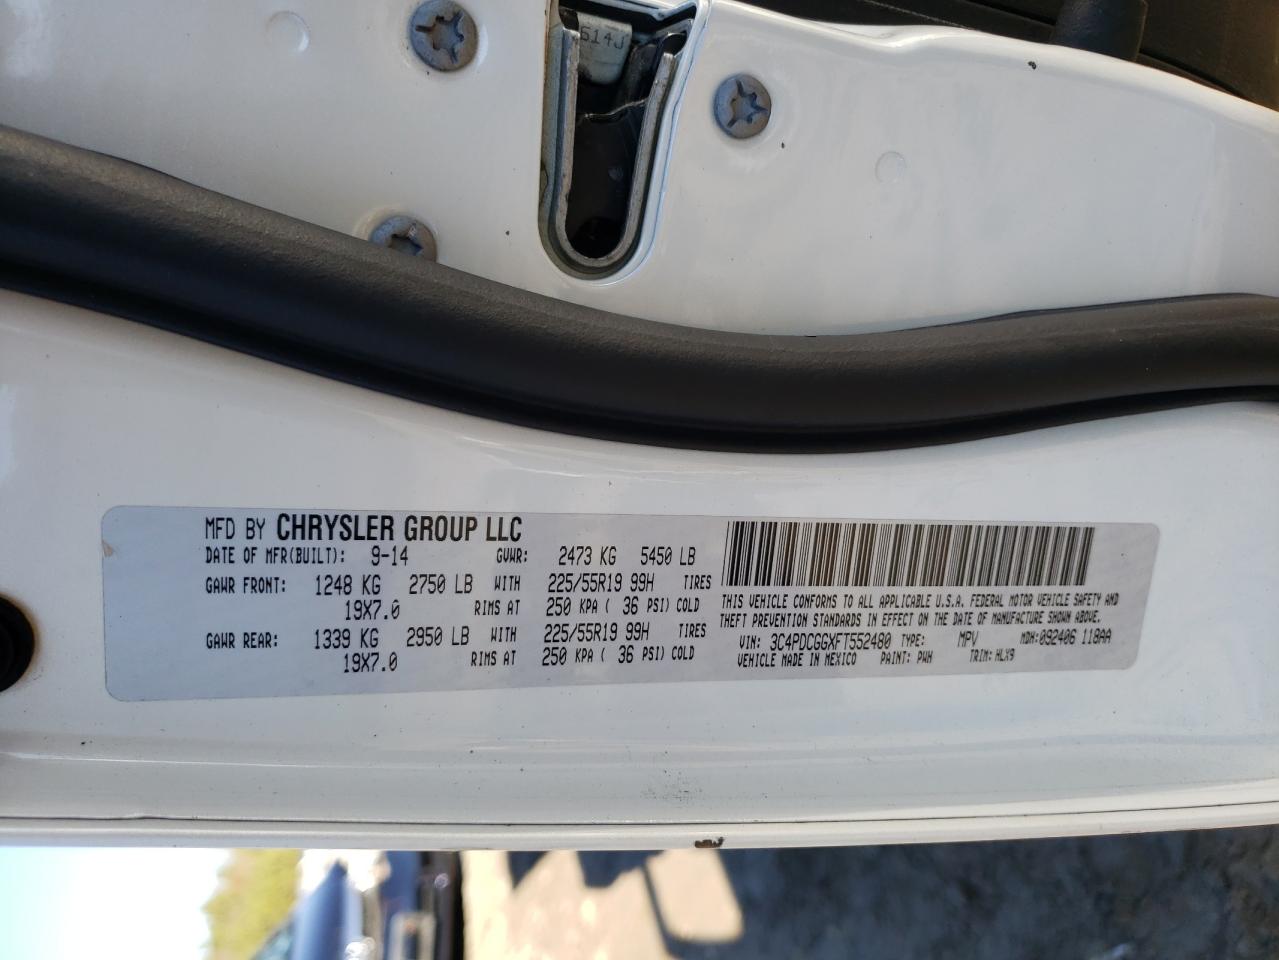 614J
MFD BY CHRYSLER GROUP LLC
DATE OF MFR(BUILT): 9-14 GVWR: 2473 KG 5450 LB
GAWR FRONT: 1248 KG 2750 LB WITH 225/55R19 99H TIRES
19X7.0 RIMS AT 250 KPA ( 36 PSI) COLD
GAWR REAR: 1339 KG 2950 LB WITH 225/55R19 99H TIRES
19X7.0 RIMS AT 250 KPA ( 36 PSI) COLD
THIS VEHICLE CONFORMS TO ALL APPLICABLE U.S.A. FEDERAL MOTOR VEHICLE SAFETY AND
THEFT PREVENTION STANDARDS IN EFFECT ON THE DATE OF MANUFACTURE SHOWN ABOVE.
VIN: 3C4PDCGGXFT552480 TYPE: MPV MDH:092406 118AA
VEHICLE MADE IN MEXICO PAINT: PWH TRIM: HLX9